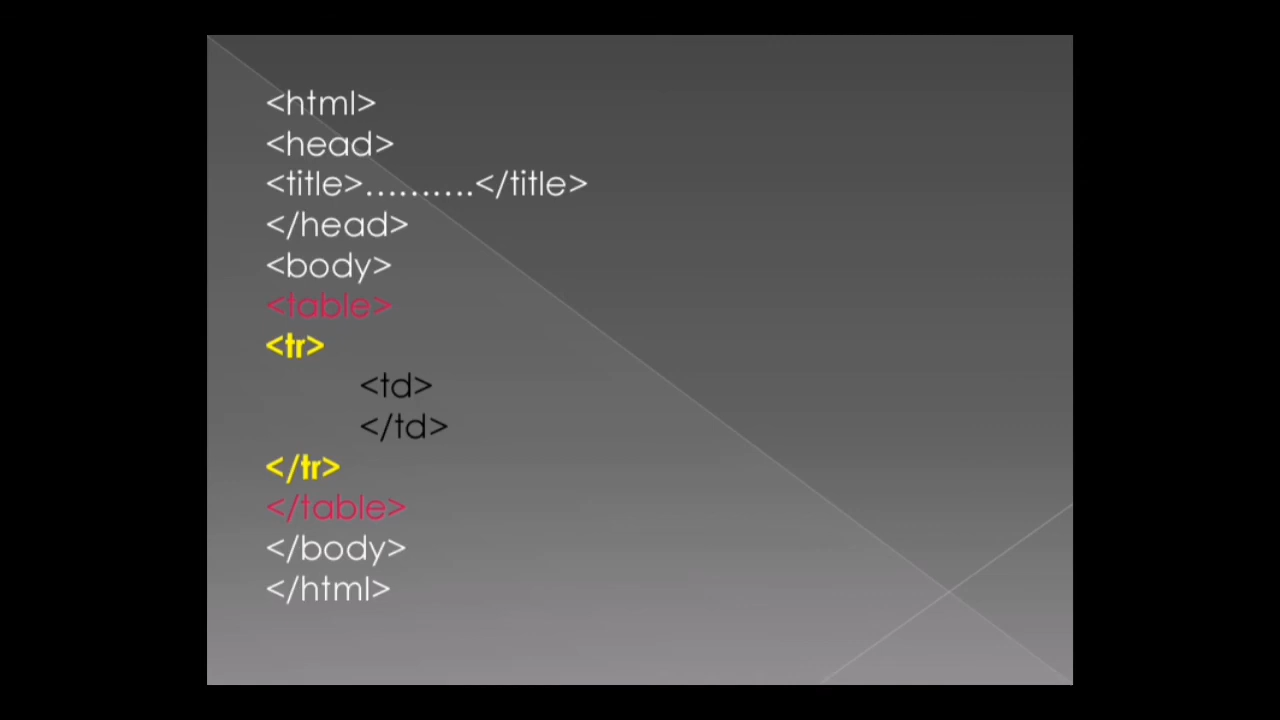 <html>
<head>
<title>……….</title>
</head>
<body>
<table>
<tr>
<td>
</td>
</tr>
</table>
</body>
</html>